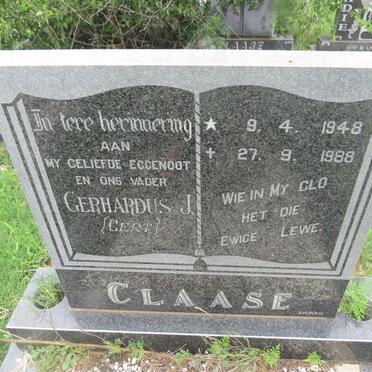 In tere herinnering
AAN
MY GELIEFDE EGGENOOT
EN ONS VADER
GERHARDUS J.
{GERT}
★ 9. 4. 1948
✝ 27. 9. 1988
WIE IN MY GLO
HET DIE
EWIGE LEWE.
CLAASE